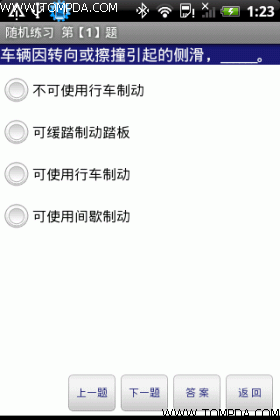 WWW.TOMPDA.COM 1:23
随机练习 第【1】题
车辆因转向或擦撞引起的侧滑，_____。
不可使用行车制动
可缓踏制动踏板
可使用行车制动
可使用间歇制动
上一题 下一题 答案 返回
WWW.TOMPDA.COM